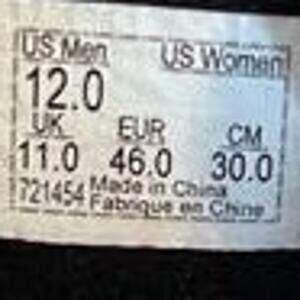 US Men US Women
12.0
UK EUR CM
11.0 46.0 30.0
721454 Made in China
Fabrique en Chine